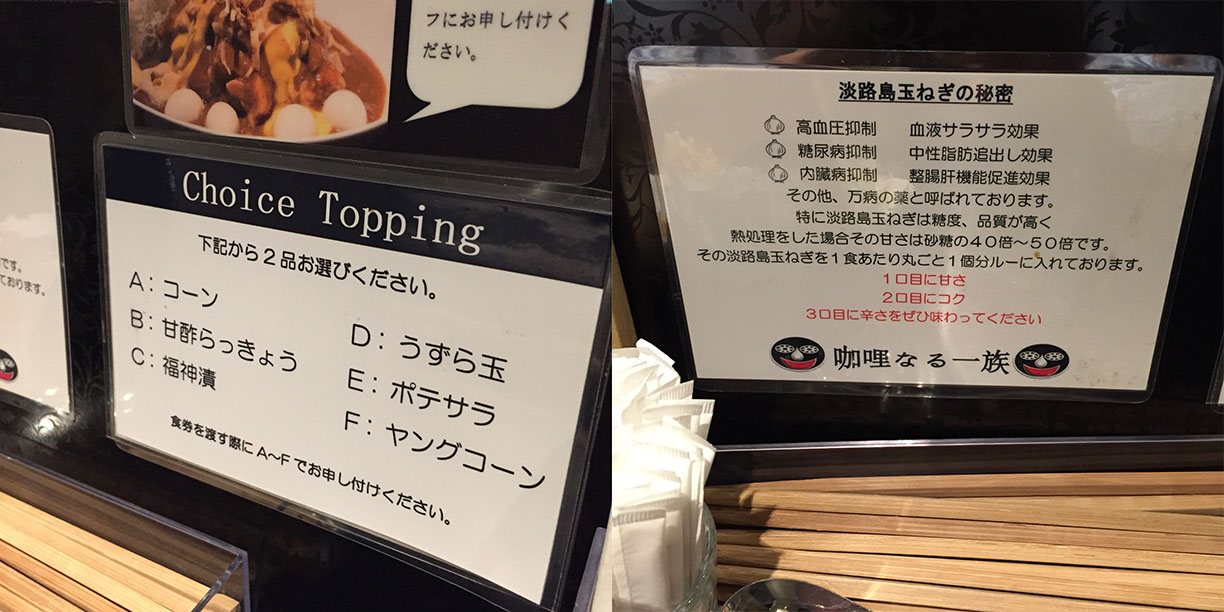 フにお申し付けく
ださい。
です。
ております。
Choice Topping
下記から２品お選びください。
A：コーン
B：甘酢らっきょう
C：福神漬
D：うずら玉
E：ポテサラ
F：ヤングコーン
食券を渡す際にA～Fでお申し付けください。
淡路島玉ねぎの秘密
高血圧抑制　血液サラサラ効果
糖尿病抑制　中性脂肪追出し効果
内臓病抑制　整腸肝機能促進効果
その他、万病の薬と呼ばれております。
特に淡路島玉ねぎは糖度、品質が高く
熱処理をした場合その甘さは砂糖の４０倍～５０倍です。
その淡路島玉ねぎを１食あたり丸ごと１個分ルーに入れております。
１口目に甘さ
２口目にコク
３口目に辛さをぜひ味わってください
咖哩なる一族